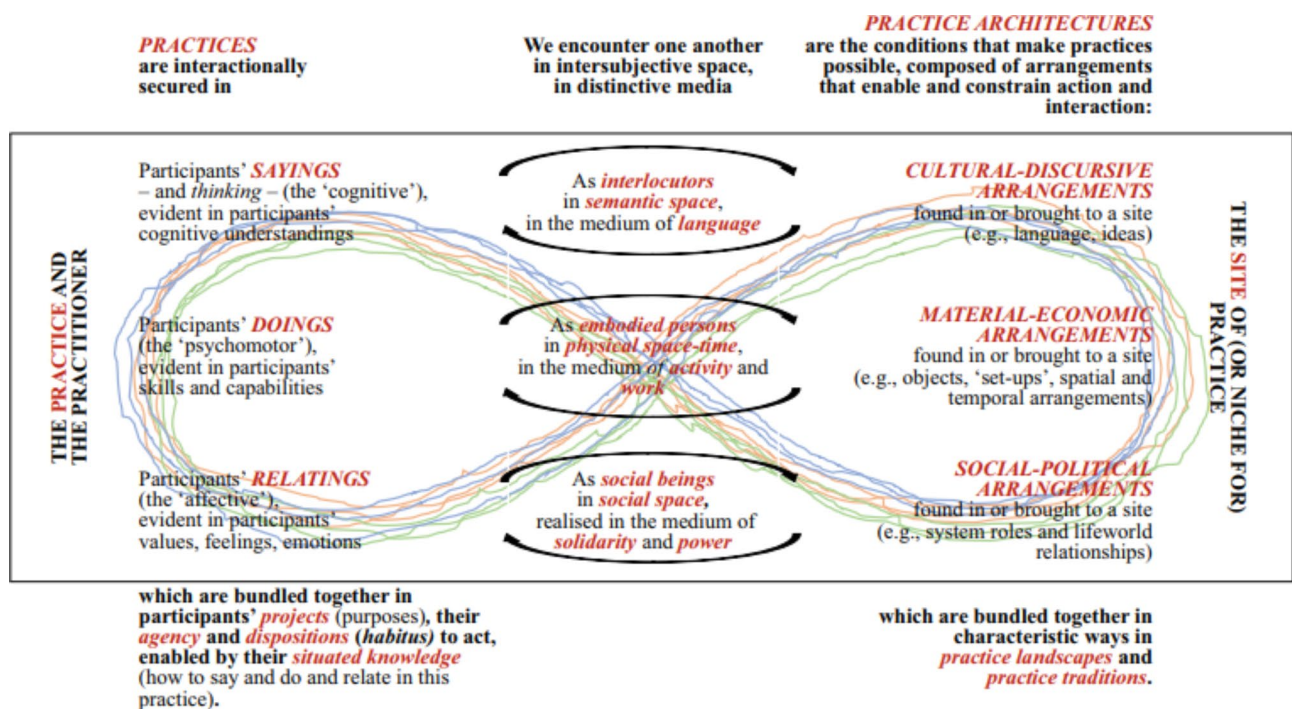 PRACTICES
are interactionally
secured in
We encounter one another
in intersubjective space,
in distinctive media
PRACTICE ARCHITECTURES
are the conditions that make practices
possible, composed of arrangements
that enable and constrain action and
interaction:
THE PRACTICE AND
THE PRACTITIONER
Participants' SAYINGS
– and thinking – (the 'cognitive'),
evident in participants'
cognitive understandings
As interlocutors
in semantic space,
in the medium of language
CULTURAL-DISCURSIVE
ARRANGEMENTS
found in or brought to a site
(e.g., language, ideas)
Participants' DOINGS
(the 'psychomotor'),
evident in participants'
skills and capabilities
As embodied persons
in physical space-time,
in the medium of activity and
work
MATERIAL-ECONOMIC
ARRANGEMENTS
found in or brought to a site
(e.g., objects, 'set-ups', spatial and
temporal arrangements)
Participants' RELATINGS
(the 'affective'),
evident in participants'
values, feelings, emotions
As social beings
in social space,
realised in the medium of
solidarity and power
SOCIAL-POLITICAL
ARRANGEMENTS
found in or brought to a site
(e.g., system roles and lifeworld
relationships)
THE SITE OF (OR NICHE FOR)
PRACTICE
which are bundled together in
participants' projects (purposes), their
agency and dispositions (habitus) to act,
enabled by their situated knowledge
(how to say and do and relate in this
practice).
which are bundled together in
characteristic ways in
practice landscapes and
practice traditions.